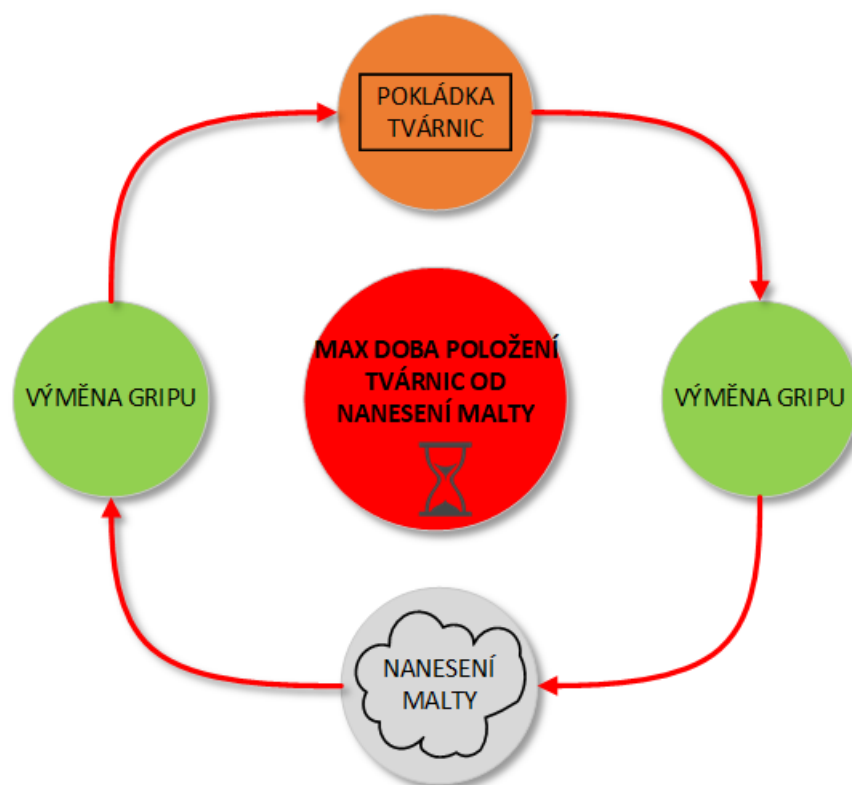 POKLÁDKA
TVÁRNIC
MAX DOBA POLOŽENÍ
TVÁRNIC OD
NANESENÍ MALTY
VÝMĚNA GRIPU
VÝMĚNA GRIPU
NANESENÍ
MALTY